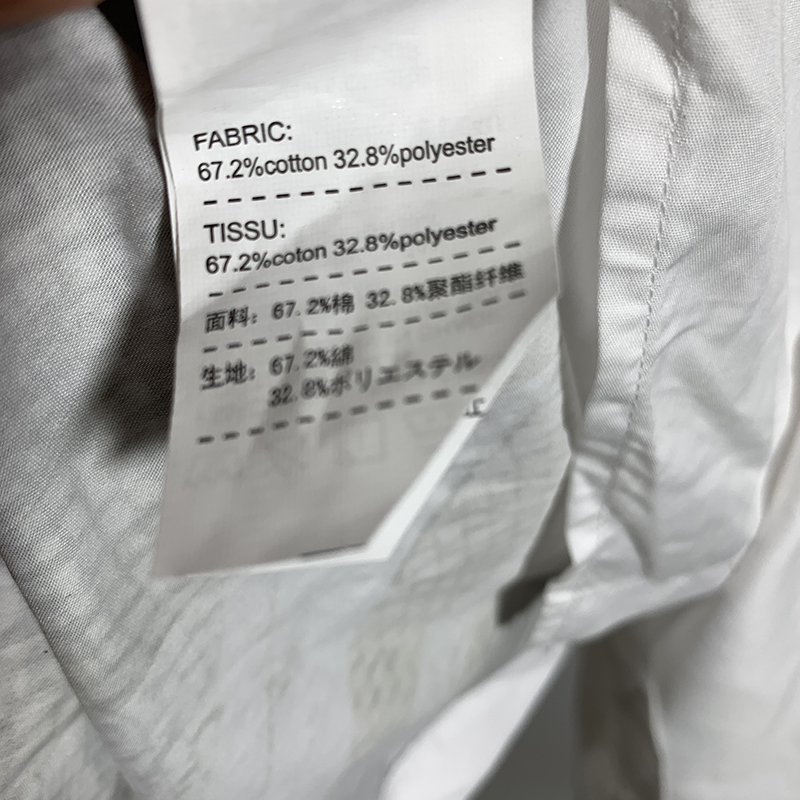 FABRIC:
67.2%cotton 32.8%polyester
TISSU:
67.2%coton 32.8%polyester
面料: 67.2%棉 32.8%聚酯纤维
生地: 67.2%綿
32.8%ポリエステル